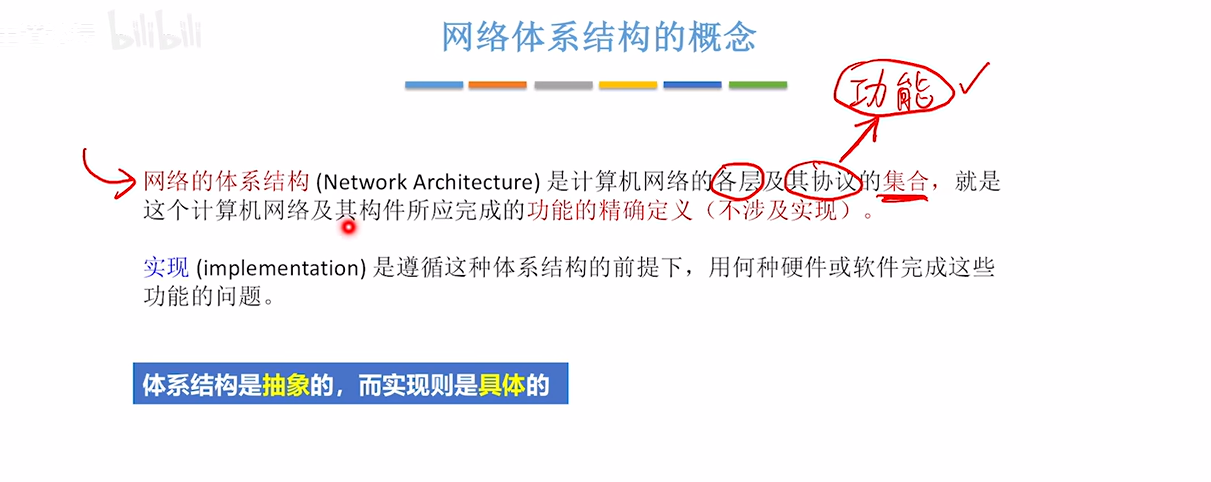 bilibili
网络体系结构的概念
功能
网络的体系结构 (Network Architecture) 是计算机网络的各层及其协议的集合，就是
这个计算机网络及其构件所应完成的功能的精确定义（不涉及实现）。
实现 (implementation) 是遵循这种体系结构的前提下，用何种硬件或软件完成这些
功能的问题。
体系结构是抽象的，而实现则是具体的